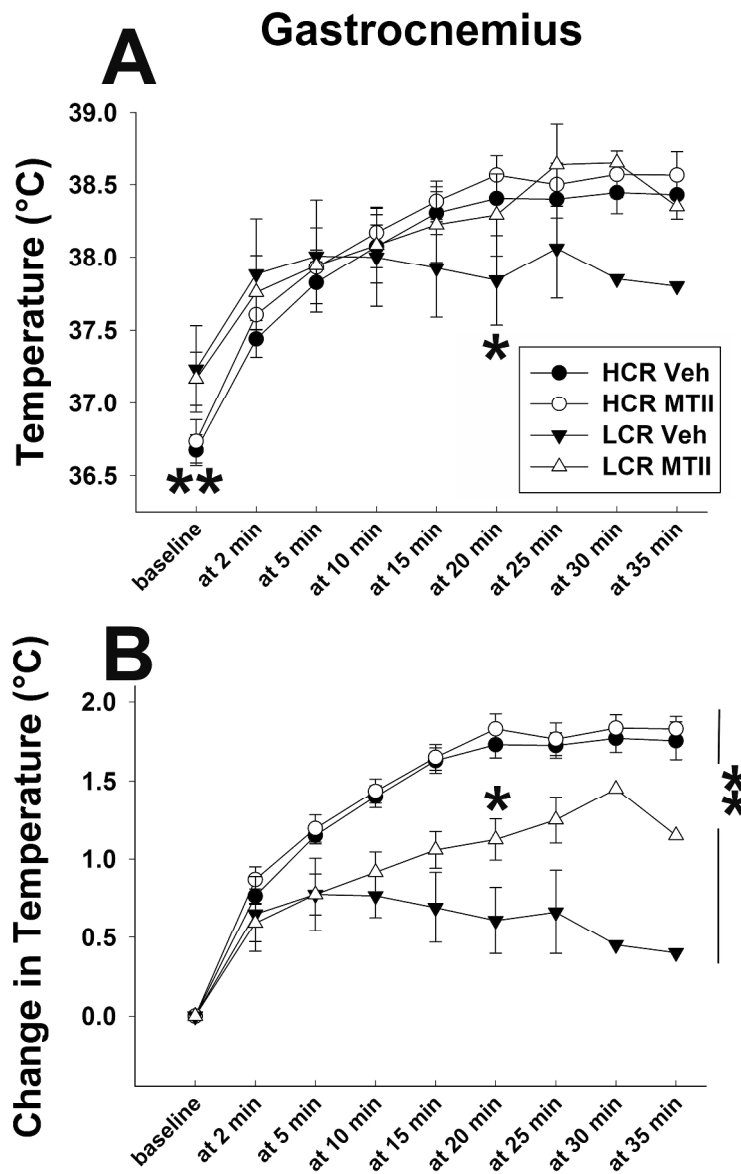 Gastrocnemius
A
Temperature (°C)
39.0
38.5
38.0
37.5
37.0
36.5
**
*
HCR Veh
HCR MTII
LCR Veh
LCR MTII
baseline
at 2 min
at 5 min
at 10 min
at 15 min
at 20 min
at 25 min
at 30 min
at 35 min
B
Change in Temperature (°C)
2.0
1.5
1.0
0.5
0.0
*
**
baseline
at 2 min
at 5 min
at 10 min
at 15 min
at 20 min
at 25 min
at 30 min
at 35 min